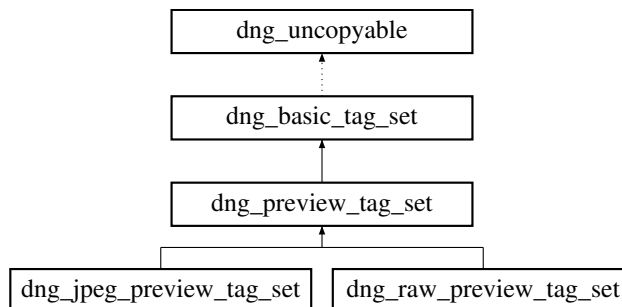 dng_uncopyable
dng_basic_tag_set
dng_preview_tag_set
dng_jpeg_preview_tag_set
dng_raw_preview_tag_set